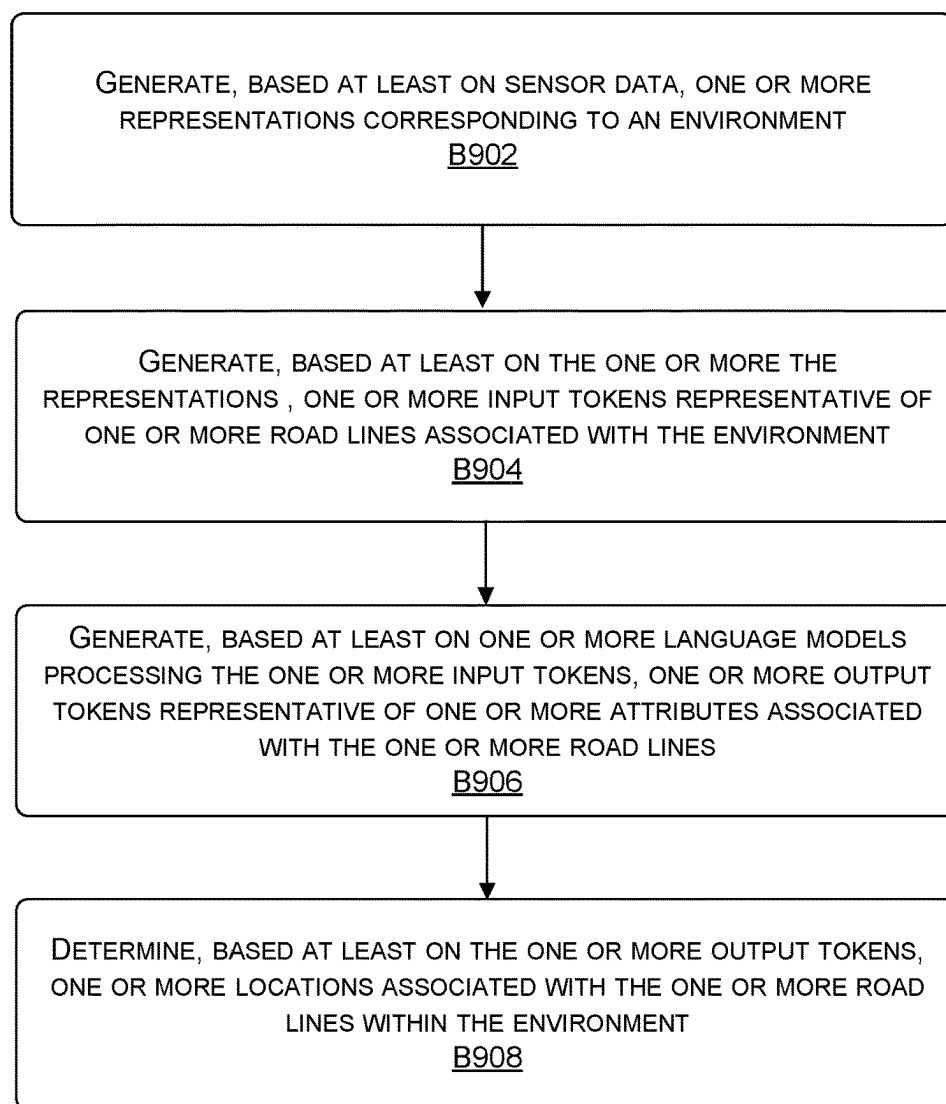 GENERATE, BASED AT LEAST ON SENSOR DATA, ONE OR MORE
REPRESENTATIONS CORRESPONDING TO AN ENVIRONMENT
B902
GENERATE, BASED AT LEAST ON THE ONE OR MORE THE
REPRESENTATIONS , ONE OR MORE INPUT TOKENS REPRESENTATIVE OF
ONE OR MORE ROAD LINES ASSOCIATED WITH THE ENVIRONMENT
B904
GENERATE, BASED AT LEAST ON ONE OR MORE LANGUAGE MODELS
PROCESSING THE ONE OR MORE INPUT TOKENS, ONE OR MORE OUTPUT
TOKENS REPRESENTATIVE OF ONE OR MORE ATTRIBUTES ASSOCIATED
WITH THE ONE OR MORE ROAD LINES
B906
DETERMINE, BASED AT LEAST ON THE ONE OR MORE OUTPUT TOKENS,
ONE OR MORE LOCATIONS ASSOCIATED WITH THE ONE OR MORE ROAD
LINES WITHIN THE ENVIRONMENT
B908